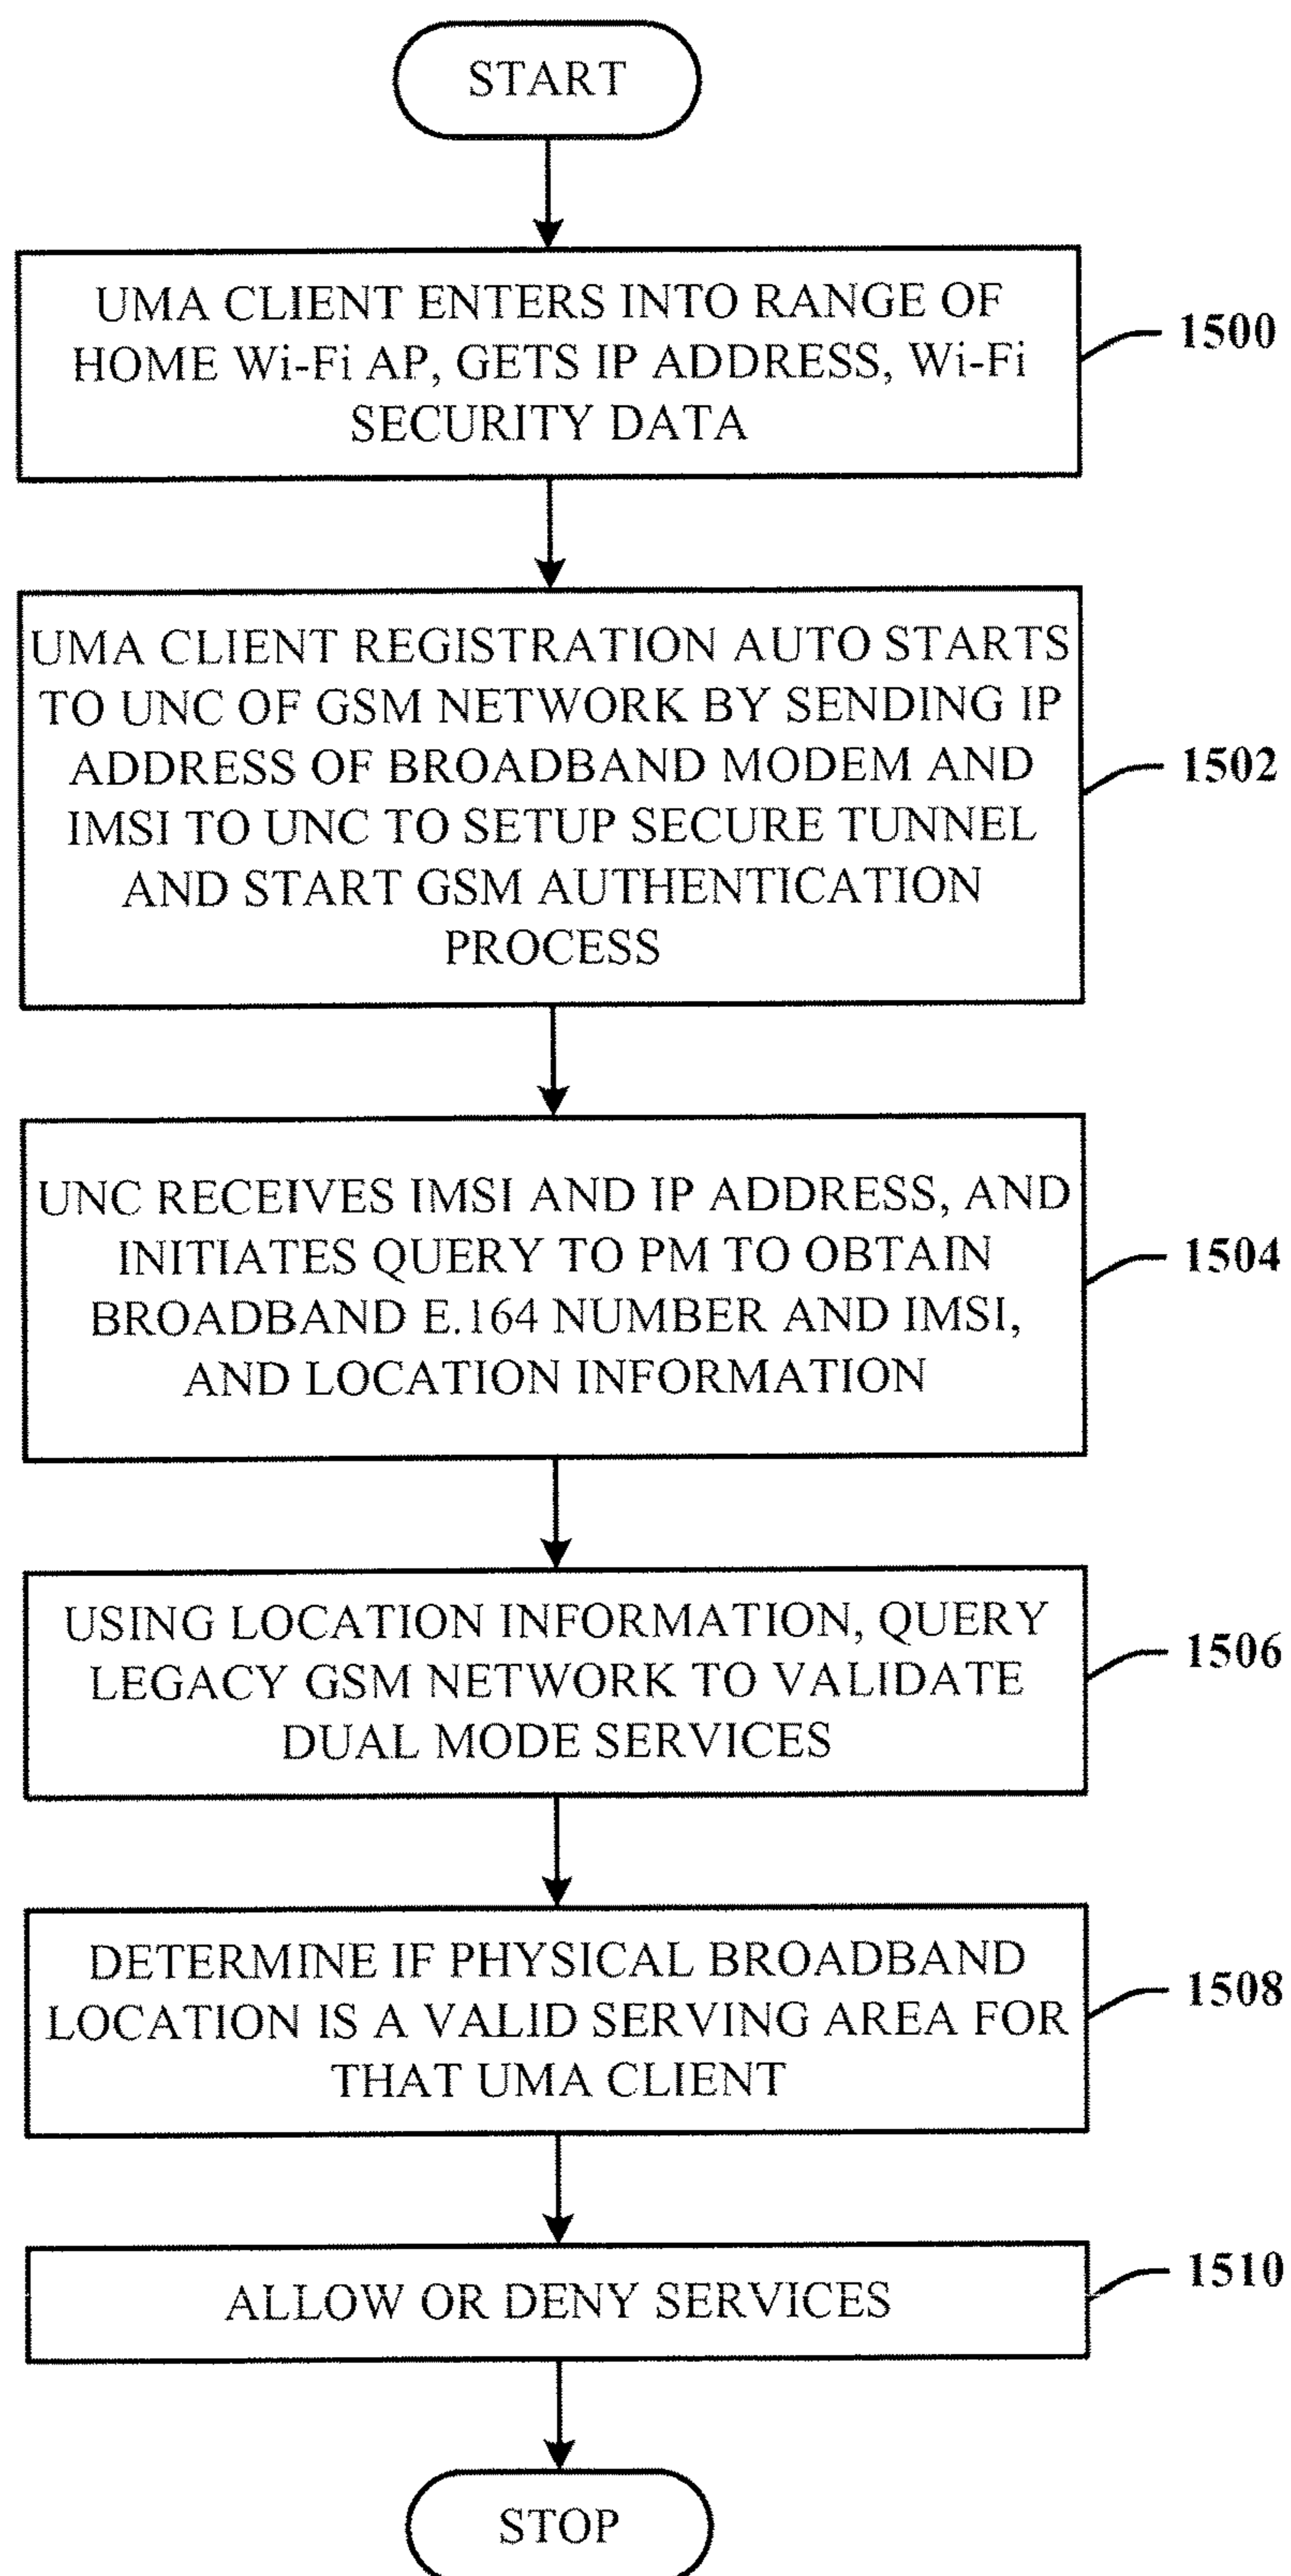 START
UMA CLIENT ENTERS INTO RANGE OF
HOME Wi-Fi AP, GETS IP ADDRESS, Wi-Fi
SECURITY DATA
1500
UMA CLIENT REGISTRATION AUTO STARTS
TO UNC OF GSM NETWORK BY SENDING IP
ADDRESS OF BROADBAND MODEM AND
IMSI TO UNC TO SETUP SECURE TUNNEL
AND START GSM AUTHENTICATION
PROCESS
1502
UNC RECEIVES IMSI AND IP ADDRESS, AND
INITIATES QUERY TO PM TO OBTAIN
BROADBAND E.164 NUMBER AND IMSI,
AND LOCATION INFORMATION
1504
USING LOCATION INFORMATION, QUERY
LEGACY GSM NETWORK TO VALIDATE
DUAL MODE SERVICES
1506
DETERMINE IF PHYSICAL BROADBAND
LOCATION IS A VALID SERVING AREA FOR
THAT UMA CLIENT
1508
ALLOW OR DENY SERVICES
1510
STOP